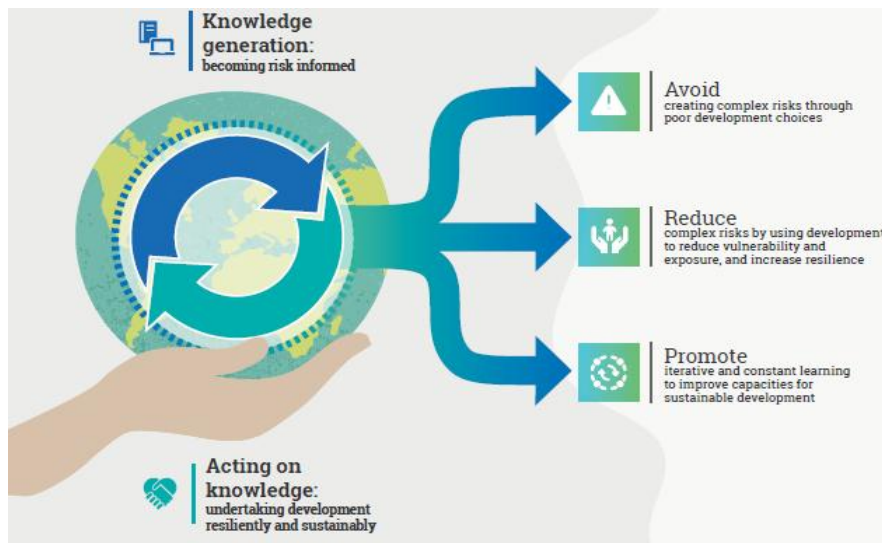 Knowledge
generation:
becoming risk informed
Avoid
creating complex risks through
poor development choices
Reduce
complex risks by using development
to reduce vulnerability and
exposure, and increase resilience
Promote
iterative and constant learning
to improve capacities for
sustainable development
Acting on
knowledge:
undertaking development
resiliently and sustainably